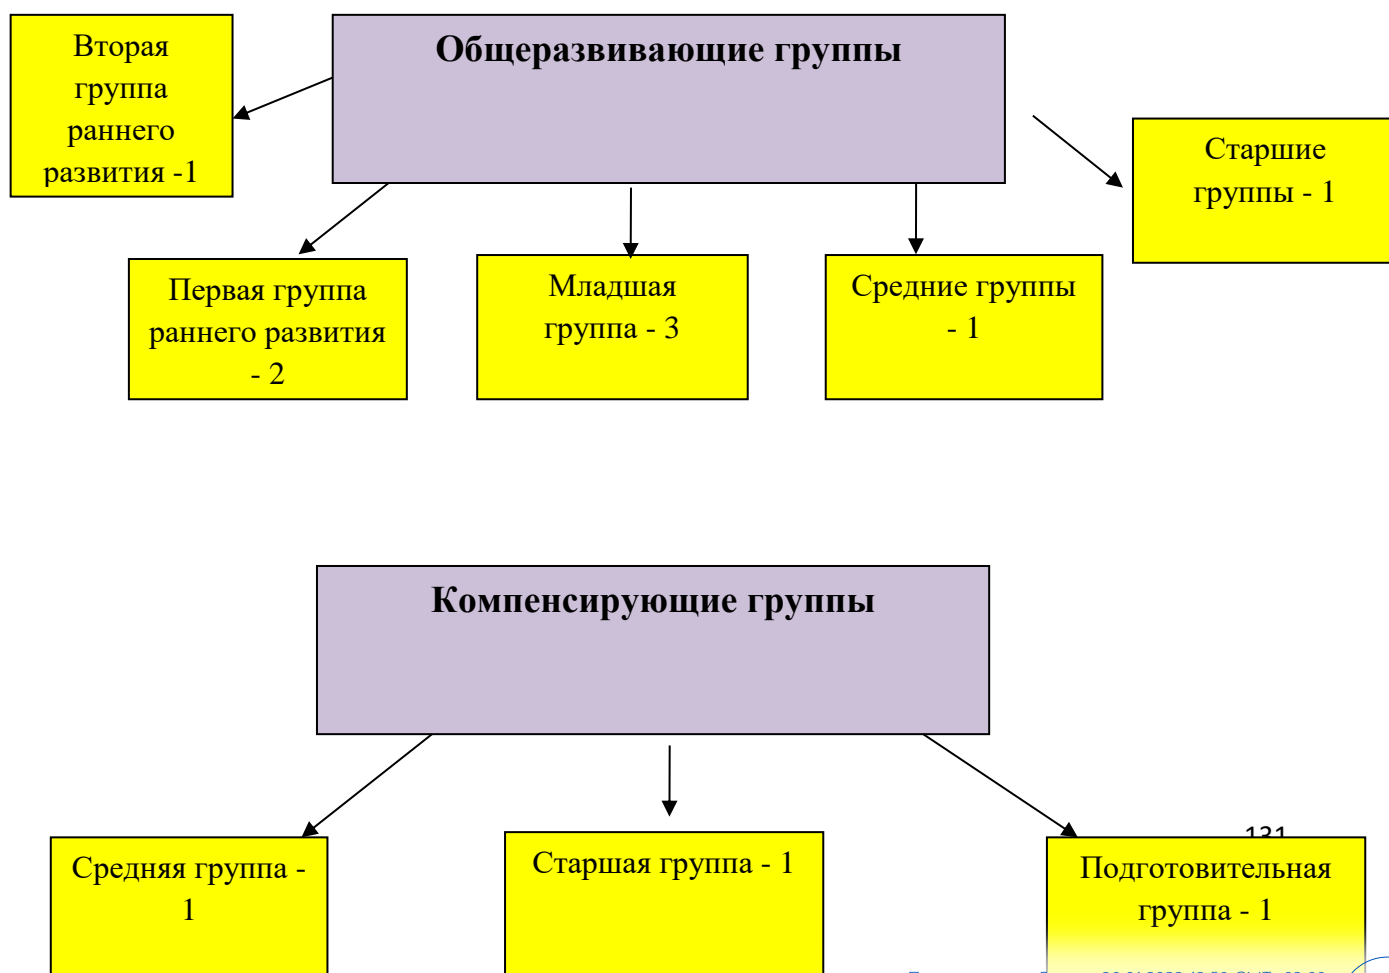 Вторая
группа
раннего
развития -1
Общеразвивающие группы
Старшие
группы - 1
Первая группа
раннего развития
- 2
Младшая
группа - 3
Средние группы
- 1
Компенсирующие группы
Средняя группа -
1
Старшая группа - 1
131
Подготовительная
группа - 1